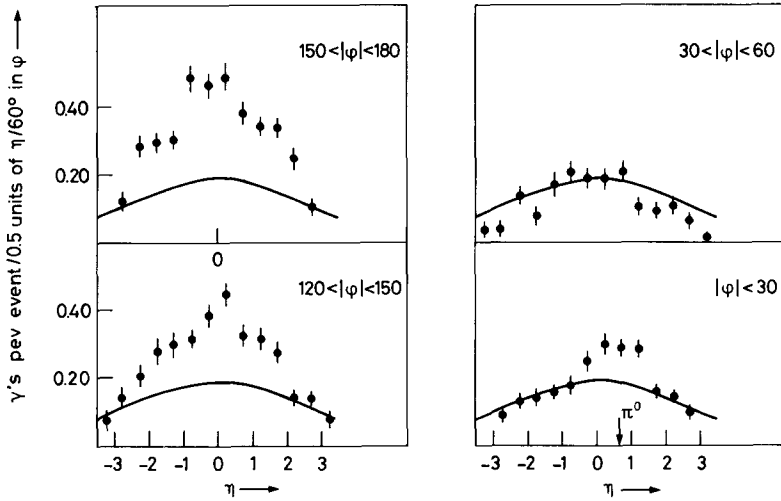 γ's pev event/0.5 units of η/60° in φ →
150<|φ|<180
0.40
0.20
0
30<|φ|<60
120<|φ|<150
0.40
0.20
-3 -2 -1 0 1 2 3
η →
|φ|<30
π⁰
-3 -2 -1 0 1 2 3
η →